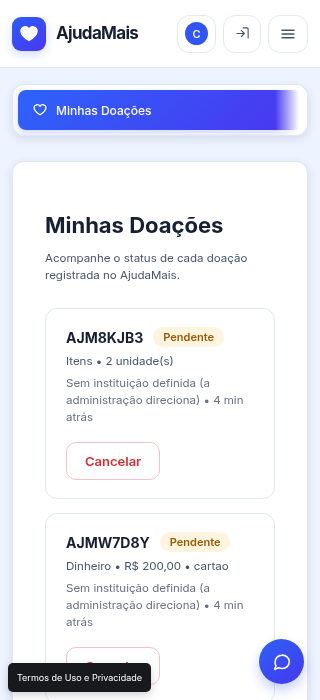 AjudaMais
C
Minhas Doações
Minhas Doações
Acompanhe o status de cada doação
registrada no AjudaMais.
AJM8KJB3 Pendente
Itens • 2 unidade(s)
Sem instituição definida (a
administração direciona) • 4 min
atrás
Cancelar
AJMW7D8Y Pendente
Dinheiro • R$ 200,00 • cartao
Sem instituição definida (a
administração direciona) • 4 min
atrás
Termos de Uso e Privacidade